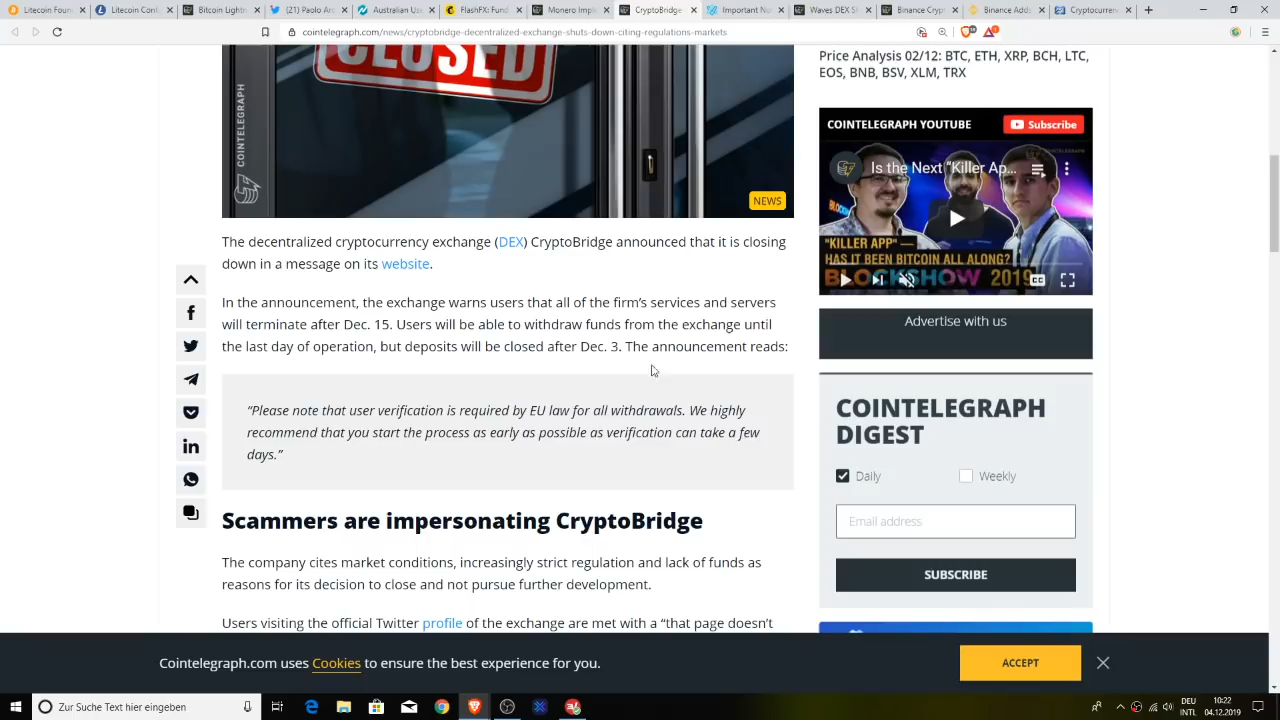 Bitcoin Foun
Litecoin Cont
Bitcoin Lightn
(21) Paolo Ar
Australian Us
FlashFX: Fun
Monero Imple
CryptoBridge
Important No
Waves DEX S
Binance Crypt
Binance Adds
Cryptocurren
cointelegraph.com/news/cryptobridge-decentralized-exchange-shuts-down-citing-regulations-markets
CLOSED
COINTELEGRAPH
NEWS
The decentralized cryptocurrency exchange (DEX) CryptoBridge announced that it is closing
down in a message on its website.
In the announcement, the exchange warns users that all of the firm's services and servers
will terminate after Dec. 15. Users will be able to withdraw funds from the exchange until
the last day of operation, but deposits will be closed after Dec. 3. The announcement reads:
“Please note that user verification is required by EU law for all withdrawals. We highly
recommend that you start the process as early as possible as verification can take a few
days.”
Scammers are impersonating CryptoBridge
The company cites market conditions, increasingly strict regulation and lack of funds as
reasons for its decision to close and not pursue further development.
Users visiting the official Twitter profile of the exchange are met with a “that page doesn't
Price Analysis 02/12: BTC, ETH, XRP, BCH, LTC,
EOS, BNB, BSV, XLM, TRX
COINTELEGRAPH YOUTUBE
Subscribe
Is the Next “Killer Ap...
"KILLER APP" —
HAS IT BEEN BITCOIN ALL ALONG?
BLOCKSHOW 2019
CC
Advertise with us
COINTELEGRAPH
DIGEST
Daily
Weekly
Email address
SUBSCRIBE
Cointelegraph.com uses Cookies to ensure the best experience for you.
ACCEPT
Zur Suche Text hier eingeben
DEU
INTL
10:22
04.12.2019